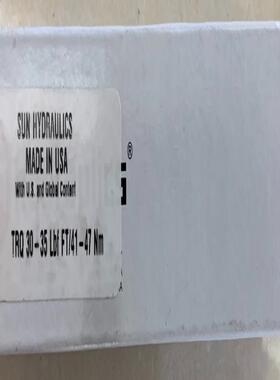 SUN HYDRAULICS
MADE IN USA
With U.S. and Global Content
TRQ 30-35 Lbf FT/41-47 Nm
®